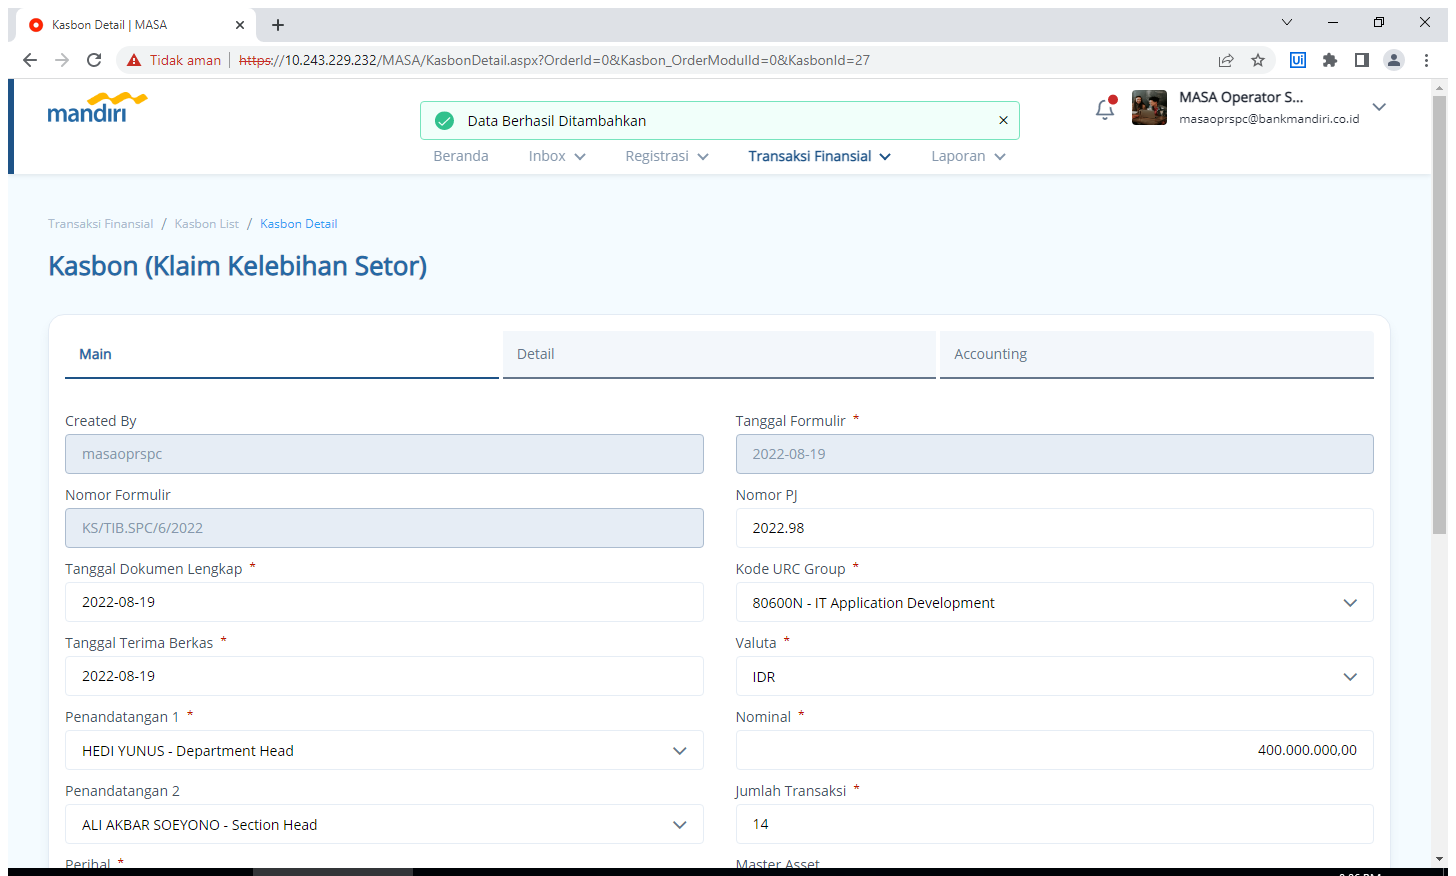 Kasbon Detail | MASA
Tidak aman
https://10.243.229.232/MASA/KasbonDetail.aspx?OrderId=0&Kasbon_OrderModulId=0&KasbonId=27
Ui
mandiri
Data Berhasil Ditambahkan
MASA Operator S...
masaoprspc@bankmandiri.co.id
Beranda
Inbox
Registrasi
Transaksi Finansial
Laporan
Transaksi Finansial / Kasbon List / Kasbon Detail
Kasbon (Klaim Kelebihan Setor)
Main
Detail
Accounting
Created By
masaoprspc
Tanggal Formulir *
2022-08-19
Nomor Formulir
KS/TIB.SPC/6/2022
Nomor PJ
2022.98
Tanggal Dokumen Lengkap *
2022-08-19
Kode URC Group *
80600N - IT Application Development
Tanggal Terima Berkas *
2022-08-19
Valuta *
IDR
Penandatangan 1 *
HEDI YUNUS - Department Head
Nominal *
400.000.000,00
Penandatangan 2
ALI AKBAR SOEYONO - Section Head
Jumlah Transaksi *
14
Perihal *
Master Asset